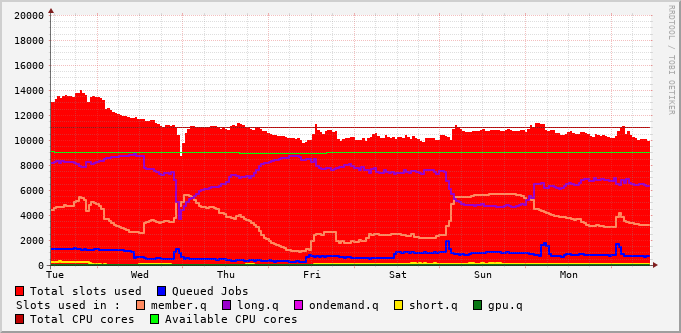 20000
18000
16000
14000
12000
10000
8000
6000
4000
2000
0
Tue Wed Thu Fri Sat Sun Mon
RRDTOOL / TOBI OETIKER
Total slots used Queued Jobs
Slots used in : member.q long.q ondemand.q short.q gpu.q
Total CPU cores Available CPU cores